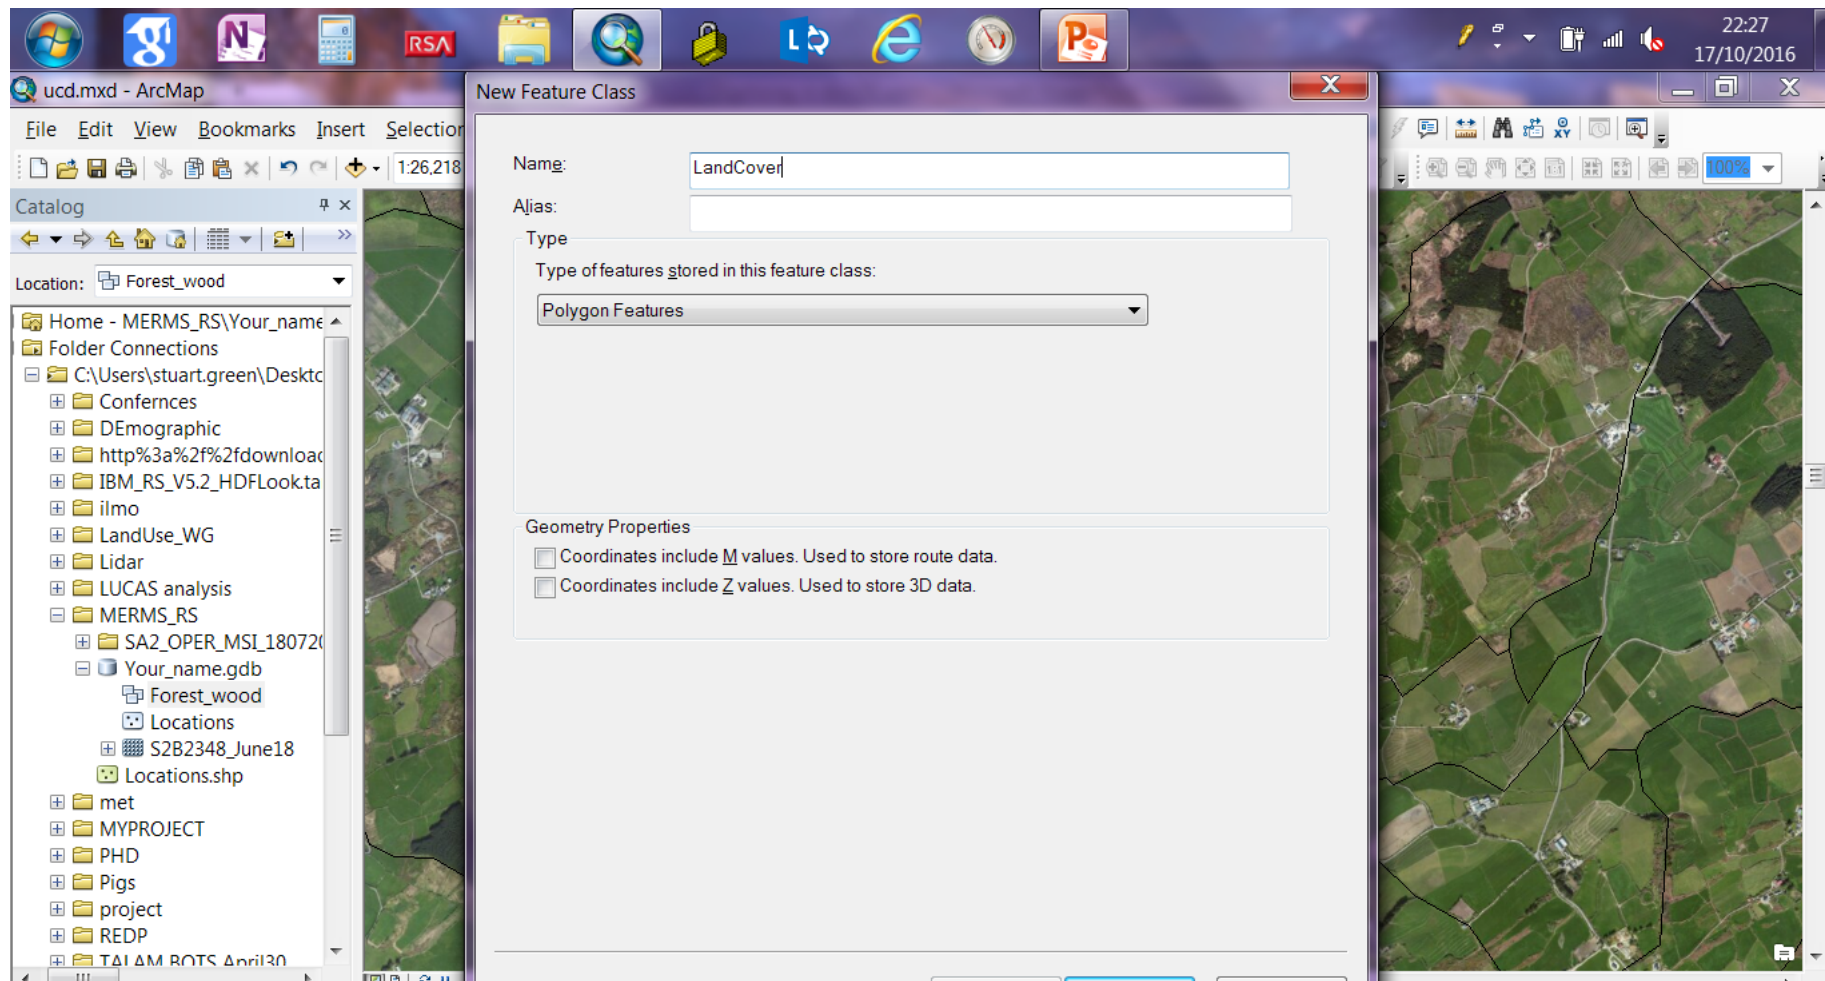 RSA
22:27
17/10/2016
ucd.mxd - ArcMap
New Feature Class
File Edit View Bookmarks Insert Selection
1:26,218
100%
Catalog
Location: Forest_wood
Home - MERMS_RS\Your_name
Folder Connections
C:\Users\stuart.green\Deskto
Confernces
DEmographic
http%3a%2f%2fdownload
IBM_RS_V5.2_HDFLook.ta
ilmo
LandUse_WG
Lidar
LUCAS analysis
MERMS_RS
SA2_OPER_MSI_180720
Your_name.gdb
Forest_wood
Locations
S2B2348_June18
Locations.shp
met
MYPROJECT
PHD
Pigs
project
REDP
TALAM BOTS April30
Name: LandCover
Alias:
Type
Type of features stored in this feature class:
Polygon Features
Geometry Properties
Coordinates include M values. Used to store route data.
Coordinates include Z values. Used to store 3D data.